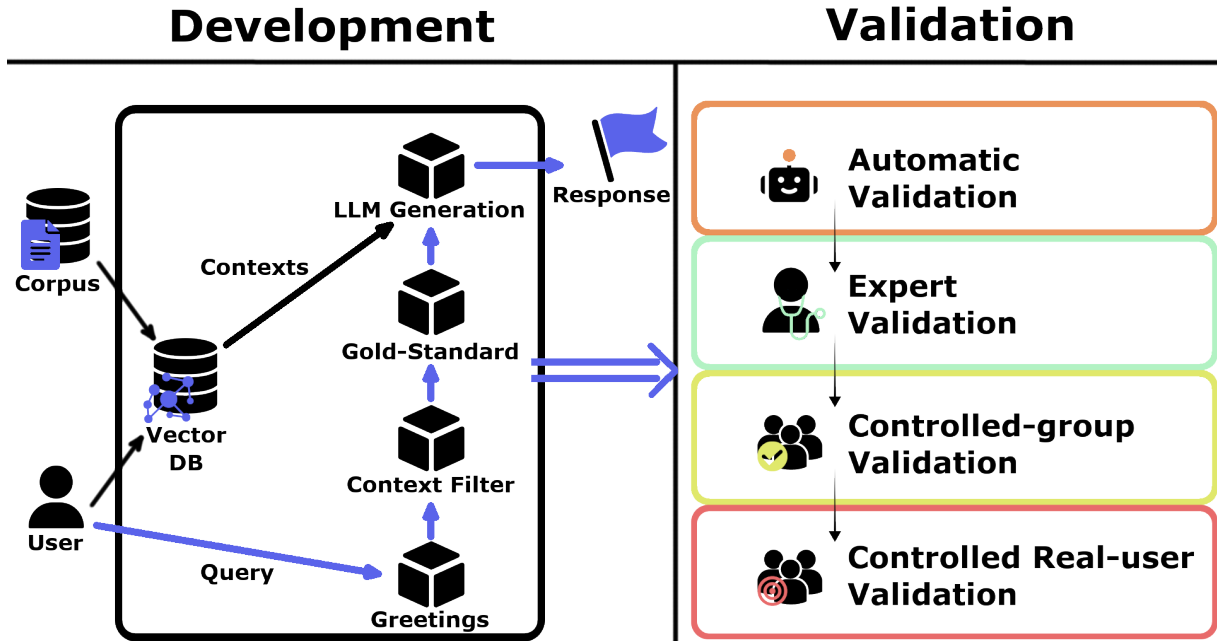 Development
Validation
Response
LLM Generation
Contexts
Corpus
Gold-Standard
Vector
DB
Context Filter
User
Query
Greetings
Automatic
Validation
Expert
Validation
Controlled-group
Validation
Controlled Real-user
Validation